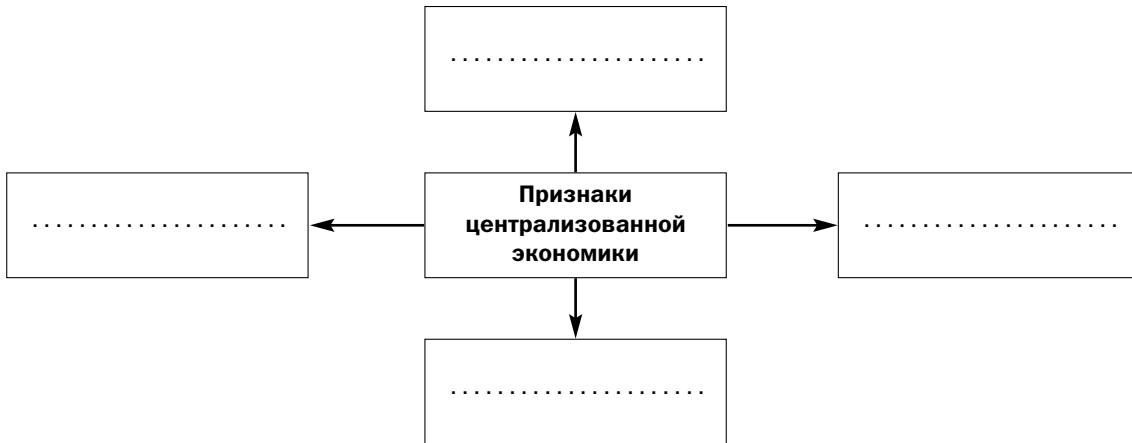 . . . . . . . . . . . . . . . . . . . . . .
Признаки
централизованной
экономики
. . . . . . . . . . . . . . . . . . . . . .
. . . . . . . . . . . . . . . . . . . . . .
. . . . . . . . . . . . . . . . . . . . . .